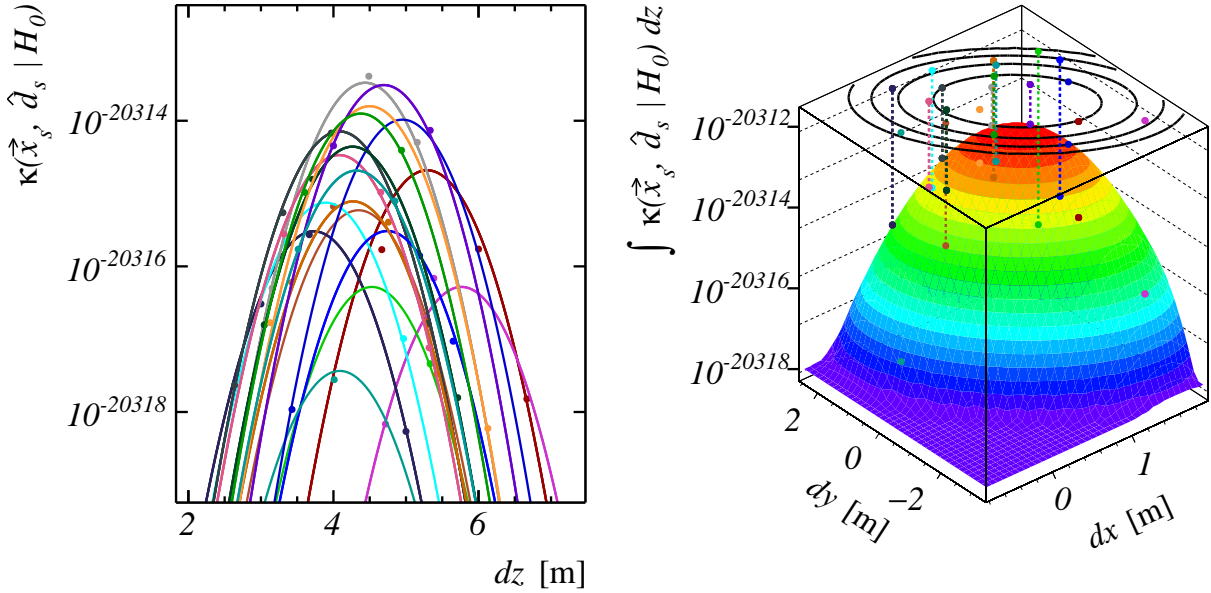 κ(x⃗_s, d̂_s | H_0)
10^-20314
10^-20316
10^-20318
2 4 6
dz [m]
∫ κ(x⃗_s, d̂_s | H_0) dz
10^-20312
10^-20314
10^-20316
10^-20318
2 0 −2
dy [m]
0 1
dx [m]